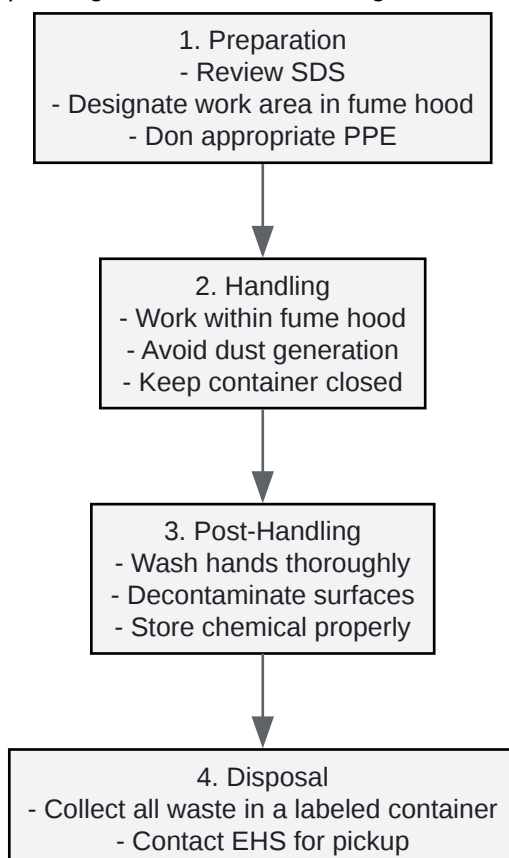 1. Preparation
- Review SDS
- Designate work area in fume hood
- Don appropriate PPE
2. Handling
- Work within fume hood
- Avoid dust generation
- Keep container closed
3. Post-Handling
- Wash hands thoroughly
- Decontaminate surfaces
- Store chemical properly
4. Disposal
- Collect all waste in a labeled container
- Contact EHS for pickup